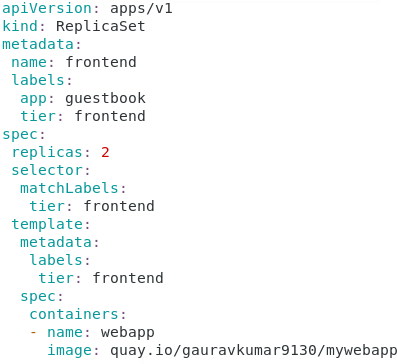 apiVersion: apps/v1
kind: ReplicaSet
metadata:
 name: frontend
 labels:
  app: guestbook
  tier: frontend
spec:
 replicas: 2
 selector:
  matchLabels:
   tier: frontend
 template:
  metadata:
   labels:
    tier: frontend
  spec:
   containers:
   - name: webapp
     image: quay.io/gauravkumar9130/mywebapp